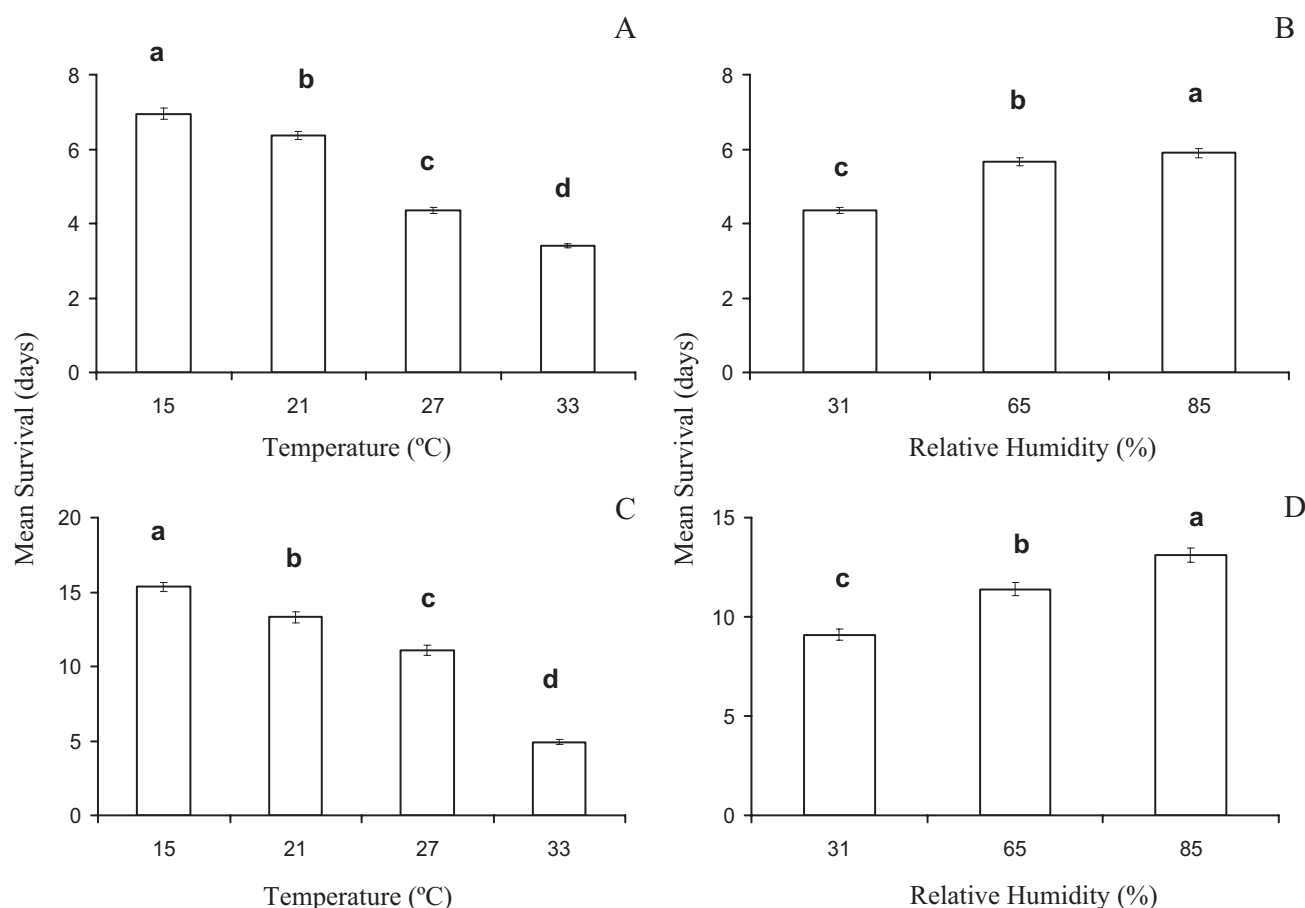 A
a
b
c
d
8
6
4
2
0
15 21 27 33
Temperature (ºC)
Mean Survival (days)
B
c
b
a
8
6
4
2
0
31 65 85
Relative Humidity (%)
Mean Survival (days)
C
a
b
c
d
20
15
10
5
0
15 21 27 33
Temperature (ºC)
D
c
b
a
15
10
5
0
31 65 85
Relative Humidity (%)